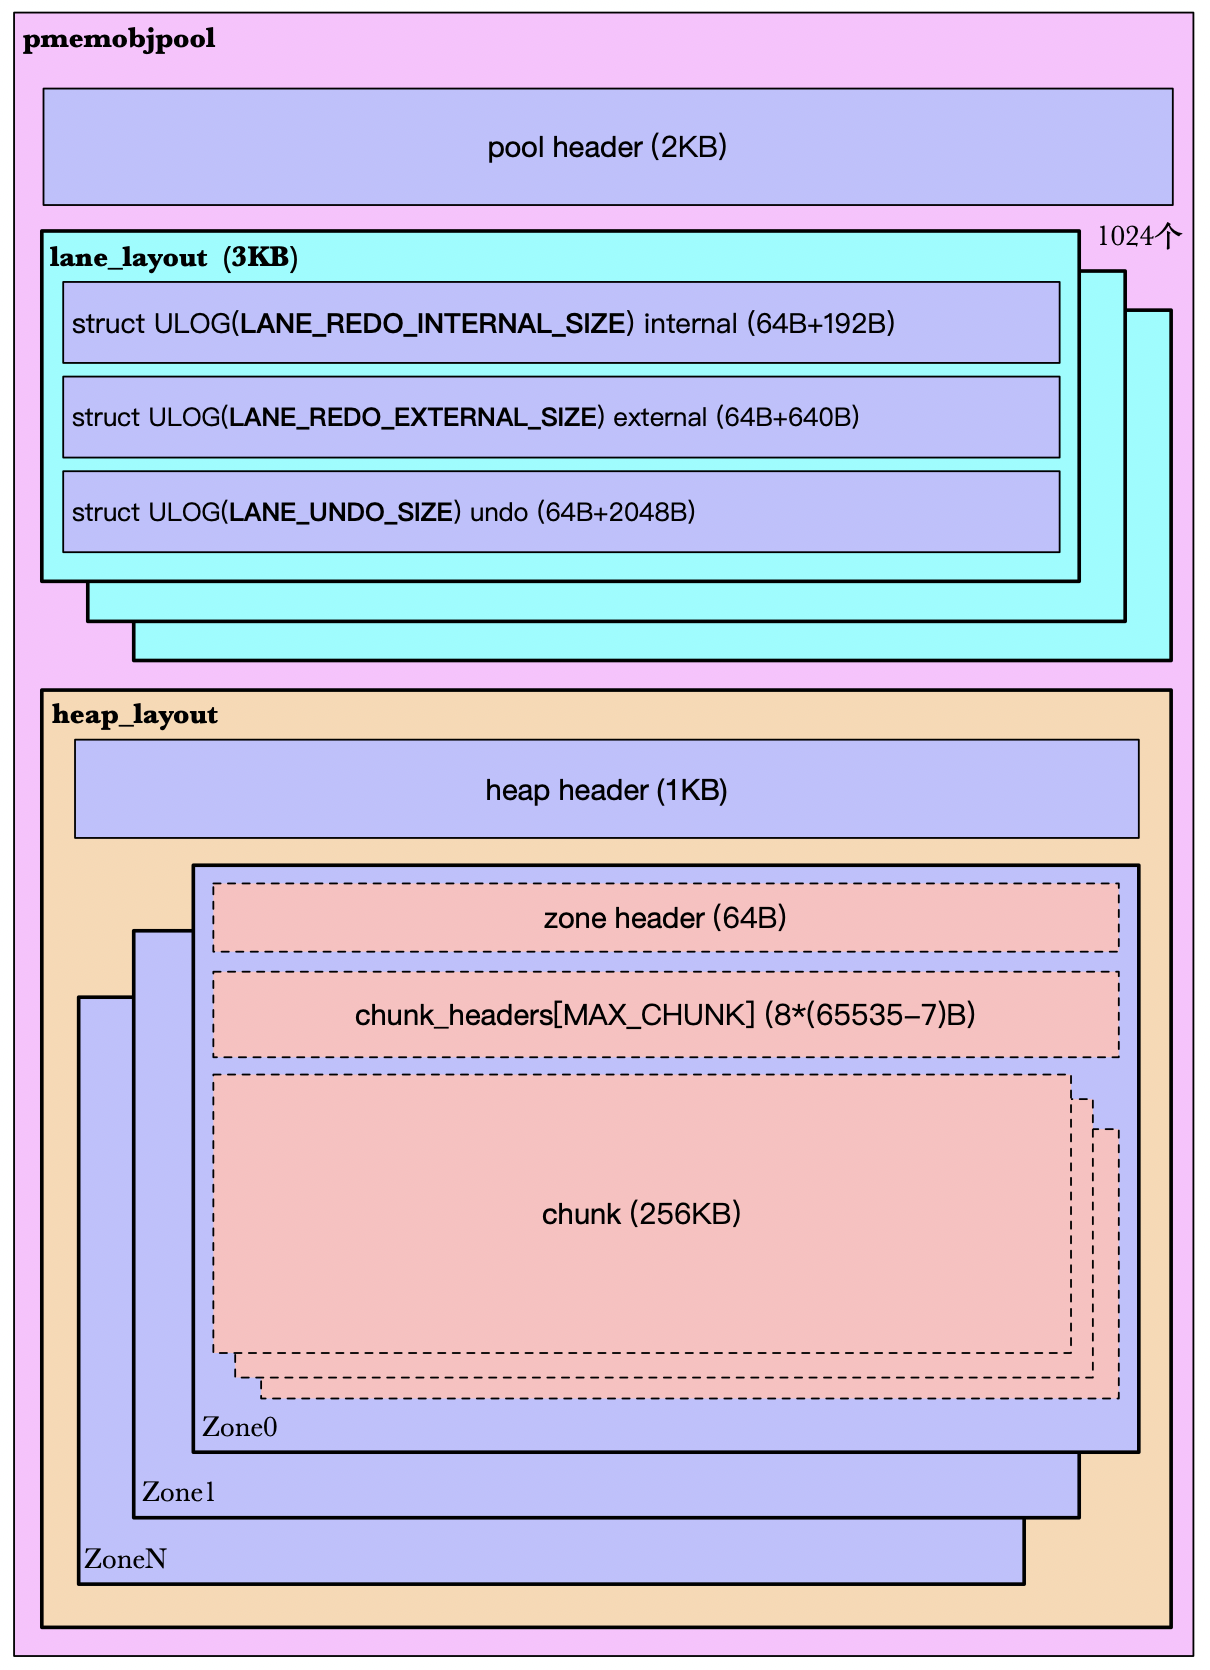 pmemobjpool
pool header (2KB)
1024个
lane_layout (3KB)
struct ULOG(LANE_REDO_INTERNAL_SIZE) internal (64B+192B)
struct ULOG(LANE_REDO_EXTERNAL_SIZE) external (64B+640B)
struct ULOG(LANE_UNDO_SIZE) undo (64B+2048B)
heap_layout
heap header (1KB)
zone header (64B)
chunk_headers[MAX_CHUNK] (8*(65535-7)B)
chunk (256KB)
Zone0
Zone1
ZoneN